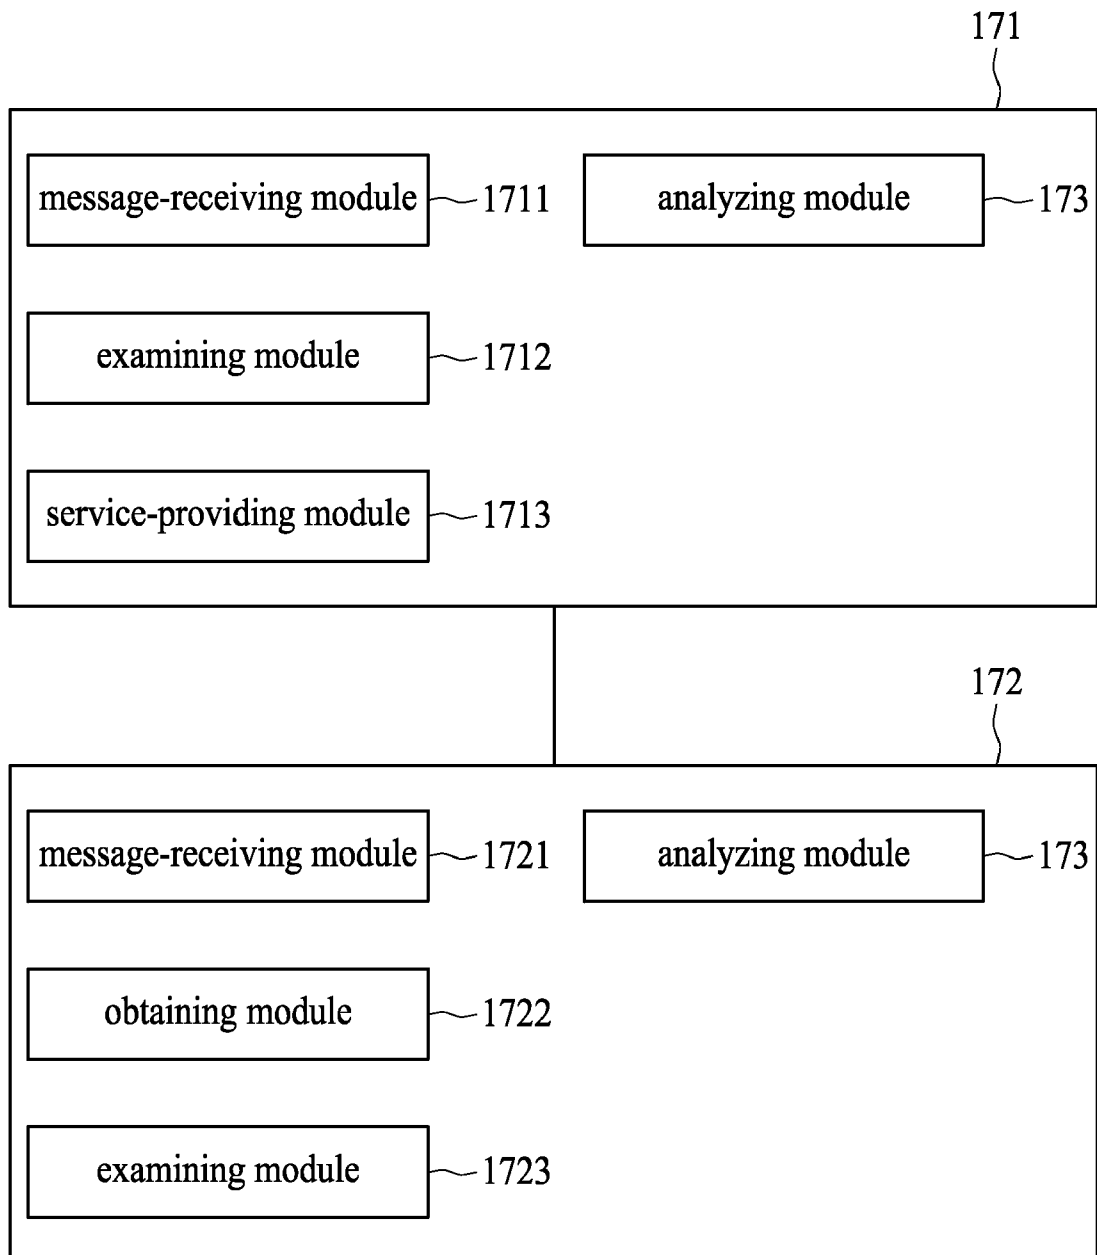 171
message-receiving module 1711 analyzing module 173
examining module 1712
service-providing module 1713
172
message-receiving module 1721 analyzing module 173
obtaining module 1722
examining module 1723